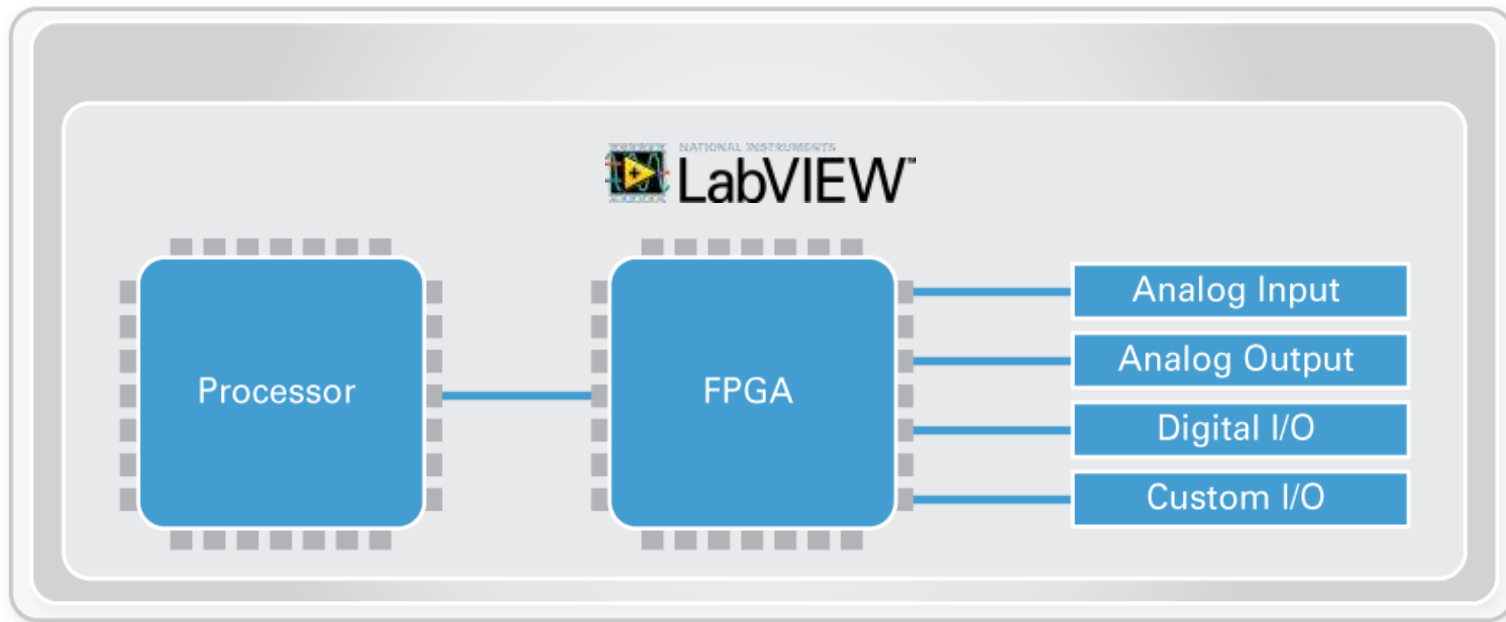 NATIONAL INSTRUMENTS
LabVIEW™
Processor
FPGA
Analog Input
Analog Output
Digital I/O
Custom I/O